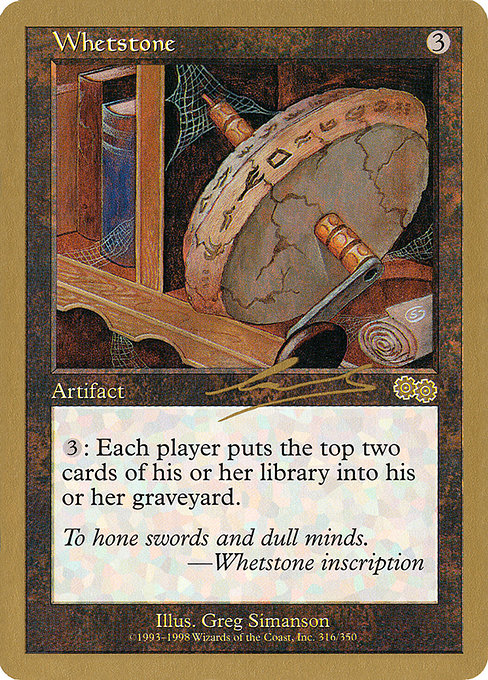 Whetstone 3
Artifact
3: Each player puts the top two
cards of his or her library into his
or her graveyard.
To hone swords and dull minds.
—Whetstone inscription
Illus. Greg Simanson
©1993–1998 Wizards of the Coast, Inc. 316/350